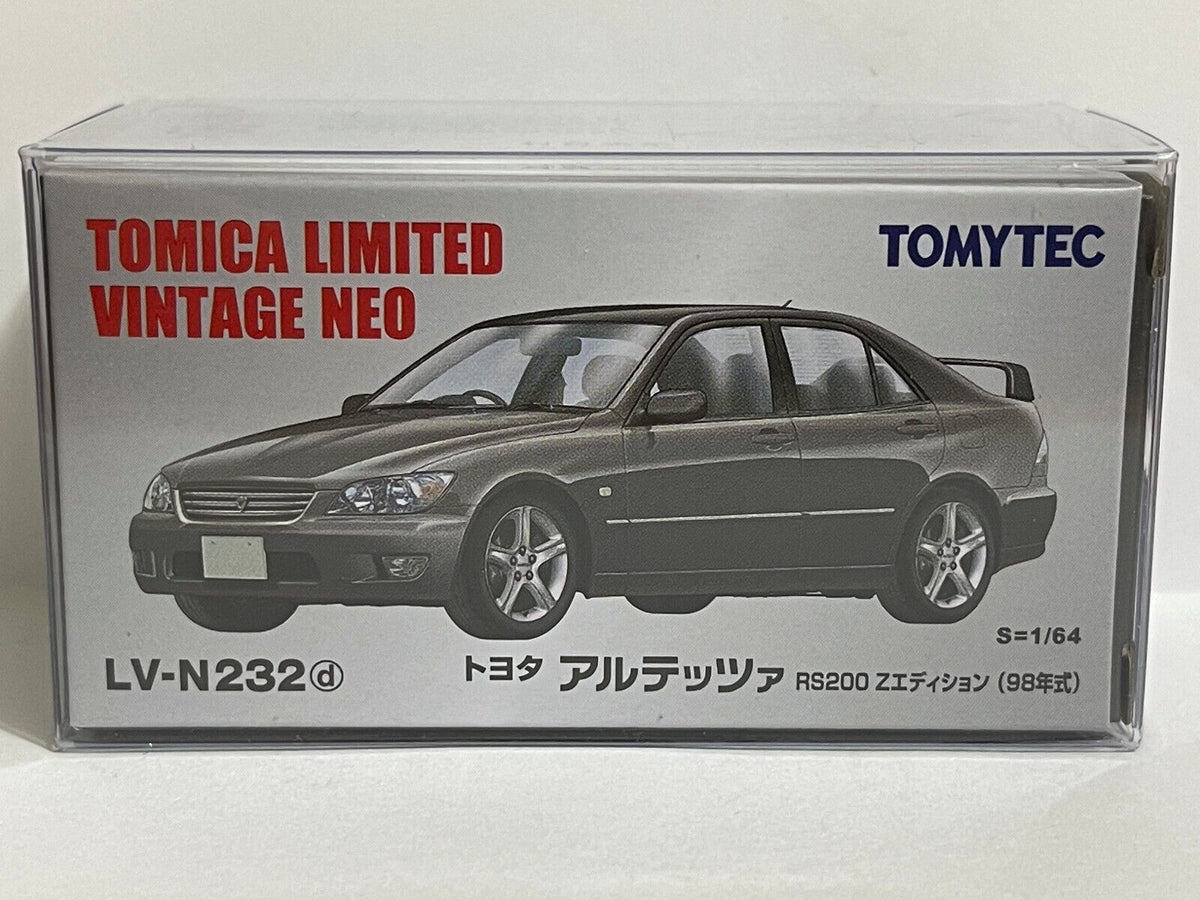 TOMICA LIMITED
VINTAGE NEO
TOMYTEC
S=1/64
LV-N232ⓓ
トヨタ アルテッツァ RS200 Zエディション (98年式)